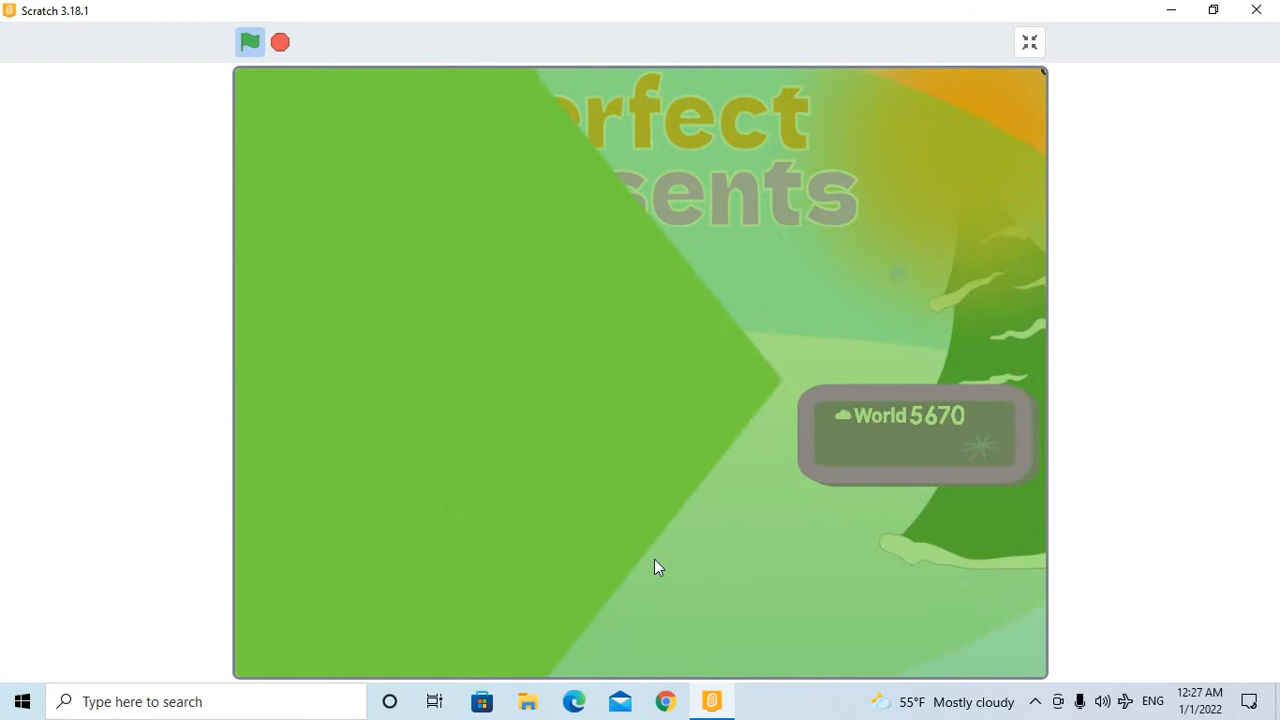 Scratch 3.18.1
erfect
sents
World 5670
Type here to search
55°F Mostly cloudy
ENG
12:27 AM
1/1/2022